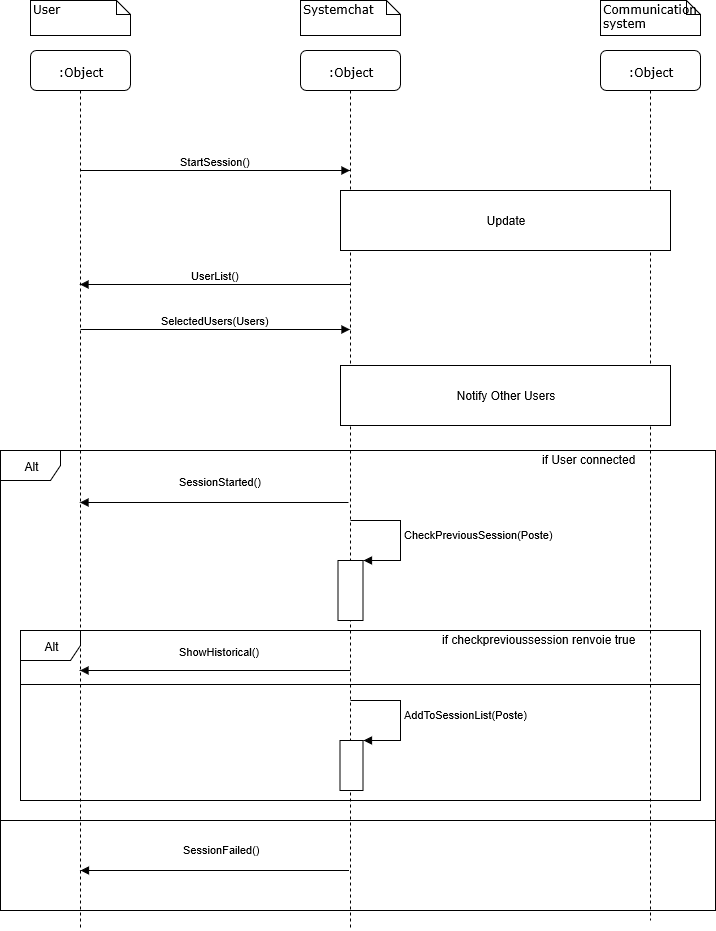 User
Systemchat
Communication
system
:Object
:Object
:Object
StartSession()
Update
UserList()
SelectedUsers(Users)
Notify Other Users
Alt
if User connected
SessionStarted()
CheckPreviousSession(Poste)
Alt
if checkprevioussession renvoie true
ShowHistorical()
AddToSessionList(Poste)
SessionFailed()